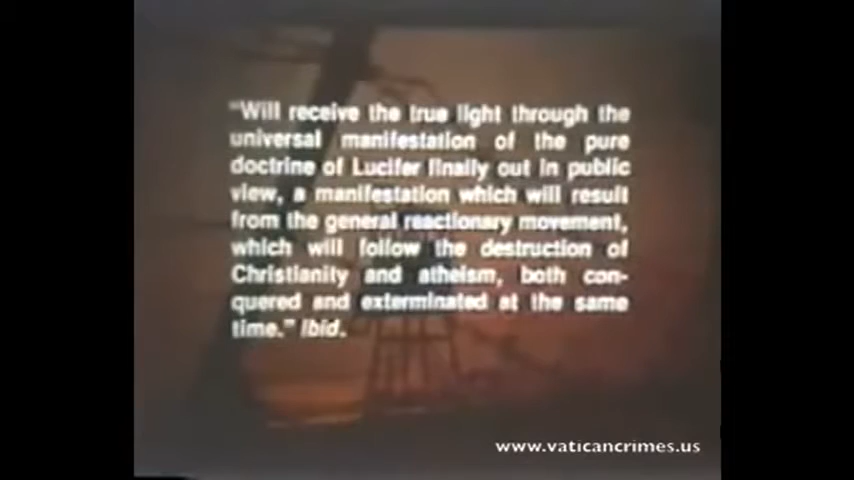 "Will receive the true light through the
universal manifestation of the pure
doctrine of Lucifer finally out in public
view, a manifestation which will result
from the general reactionary movement,
which will follow the destruction of
Christianity and atheism, both con-
quered and exterminated at the same
time." Ibid.
www.vaticancrimes.us